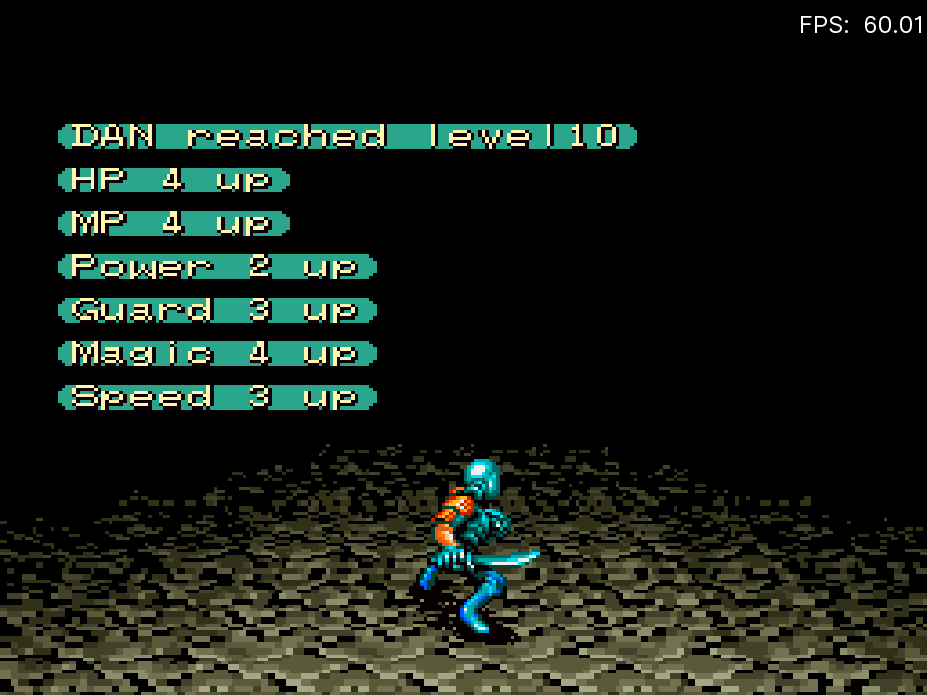 FPS: 60.01
DAN reached level10
HP 4 up
MP 4 up
Power 2 up
Guard 3 up
Magic 4 up
Speed 3 up